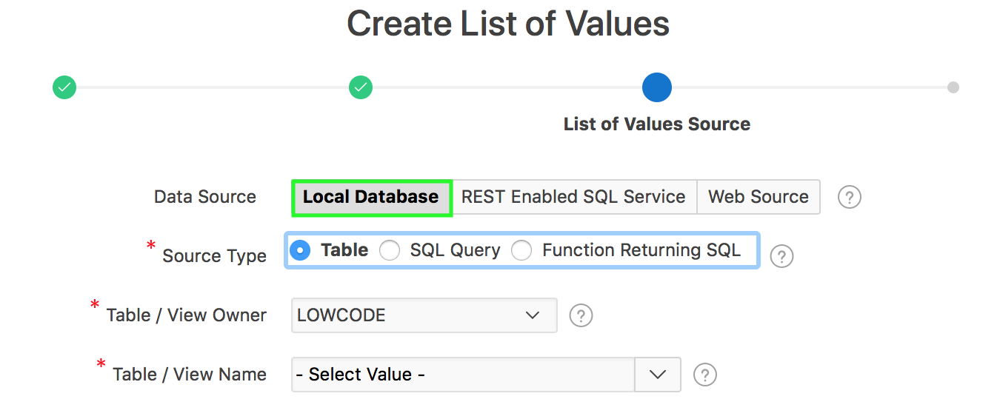 Create List of Values
List of Values Source
Data Source Local Database REST Enabled SQL Service Web Source ?
* Source Type Table SQL Query Function Returning SQL ?
* Table / View Owner LOWCODE ?
* Table / View Name - Select Value - ?